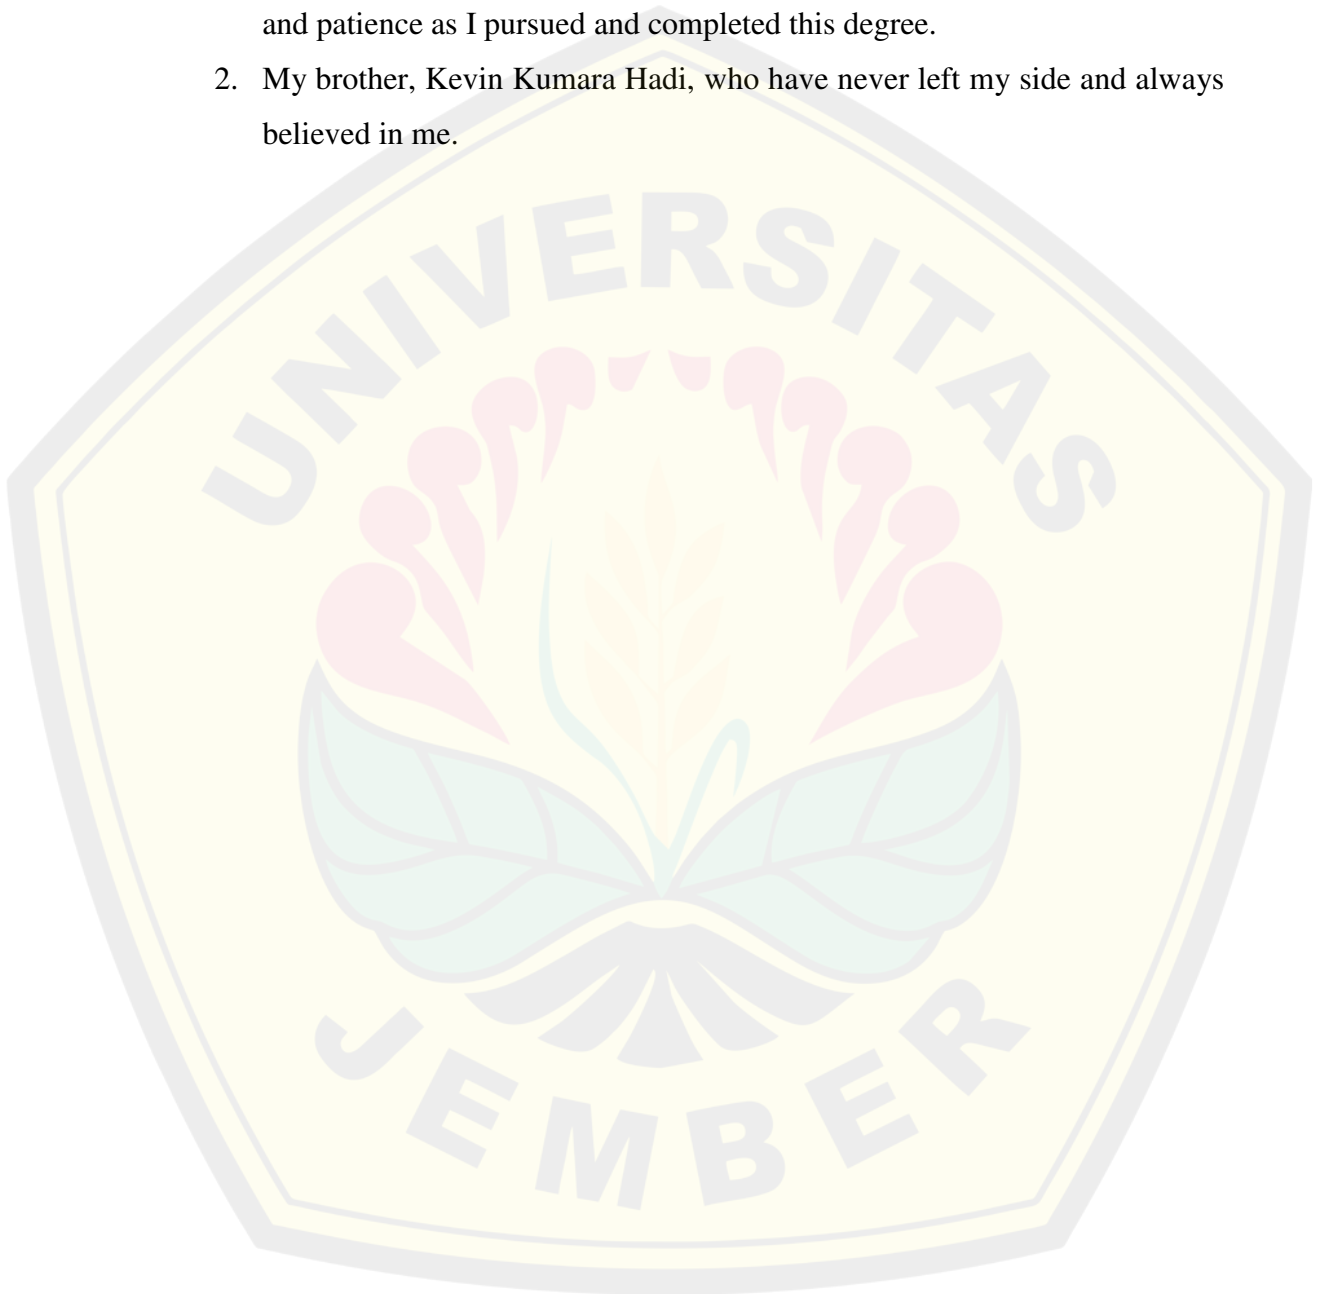 and patience as I pursued and completed this degree.
2. My brother, Kevin Kumara Hadi, who have never left my side and always
believed in me.
UNIVERSITAS
JEMBER